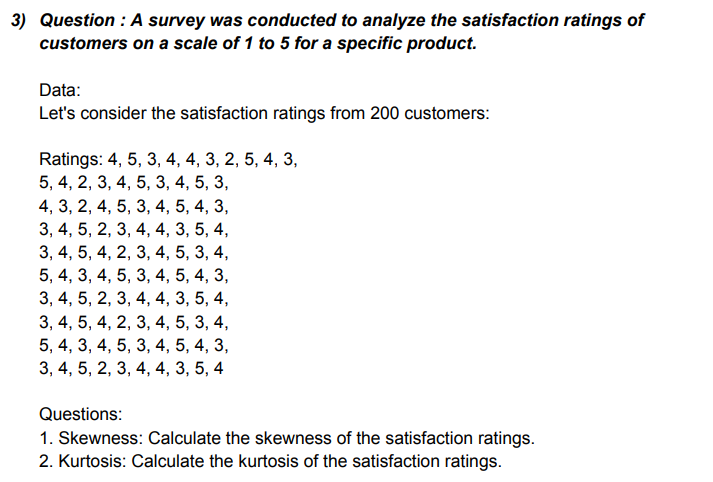 3) Question : A survey was conducted to analyze the satisfaction ratings of
customers on a scale of 1 to 5 for a specific product.
Data:
Let's consider the satisfaction ratings from 200 customers:
Ratings: 4, 5, 3, 4, 4, 3, 2, 5, 4, 3,
5, 4, 2, 3, 4, 5, 3, 4, 5, 3,
4, 3, 2, 4, 5, 3, 4, 5, 4, 3,
3, 4, 5, 2, 3, 4, 4, 3, 5, 4,
3, 4, 5, 4, 2, 3, 4, 5, 3, 4,
5, 4, 3, 4, 5, 3, 4, 5, 4, 3,
3, 4, 5, 2, 3, 4, 4, 3, 5, 4,
3, 4, 5, 4, 2, 3, 4, 5, 3, 4,
5, 4, 3, 4, 5, 3, 4, 5, 4, 3,
3, 4, 5, 2, 3, 4, 4, 3, 5, 4
Questions:
1. Skewness: Calculate the skewness of the satisfaction ratings.
2. Kurtosis: Calculate the kurtosis of the satisfaction ratings.